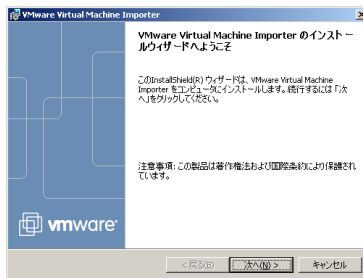 VMware Virtual Machine Importer
VMware Virtual Machine Importer のインストー
ルウィザードへようこそ
このInstallShield(R) ウィザードは、VMware Virtual Machine
Importer をコンピュータにインストールします。続行するには「次
へ」をクリックしてください。
注意事項: この製品は著作権法および国際条約により保護され
ています。
vmware
< 戻る(B)
次へ(N) >
キャンセル